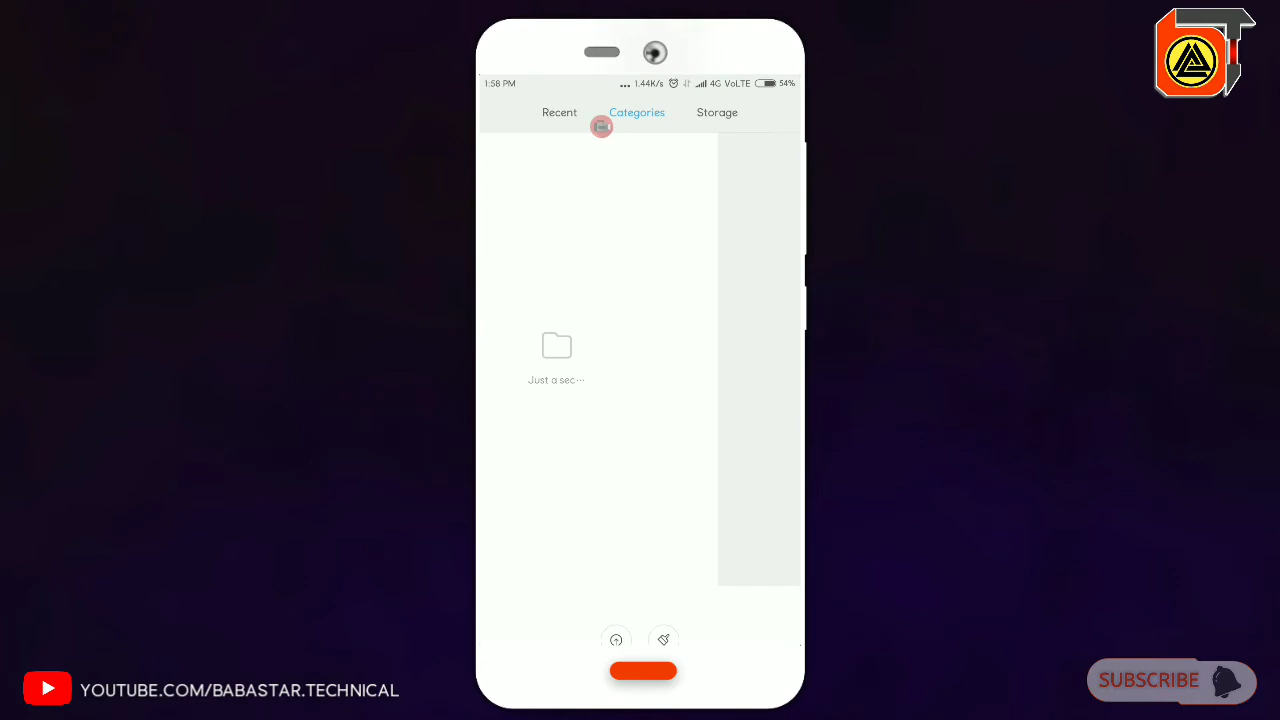 1:58 PM
... 1.44K/s 4G VoLTE 54%
Recent Categories Storage
Just a sec···
YOUTUBE.COM/BABASTAR.TECHNICAL
SUBSCRIBE